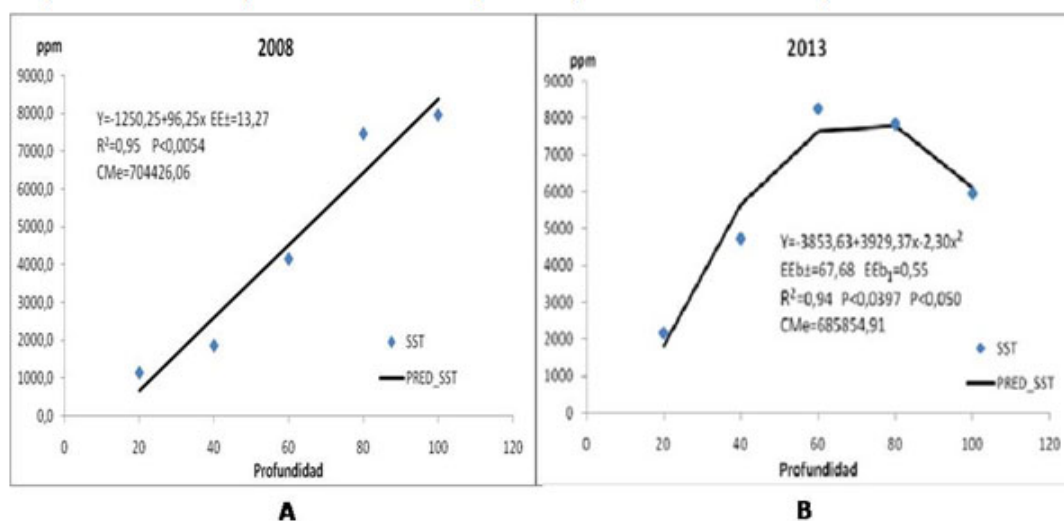 2008
ppm
9000,0
8000,0
7000,0
6000,0
5000,0
4000,0
3000,0
2000,0
1000,0
0,0
Y=-1250,25+96,25x EE±=13,27
R²=0,95 P<0,0054
CMe=704426,06
SST
PRED_SST
0 20 40 60 80 100 120
Profundidad
A
2013
ppm
9000
8000
7000
6000
5000
4000
3000
2000
1000
0
Y=-3853,63+3929,37x-2,30x²
EEb±=67,68 EEb1=0,55
R²=0,94 P<0,0397 P<0,050
CMe=685854,91
SST
PRED_SST
0 20 40 60 80 100 120
Profundidad
B